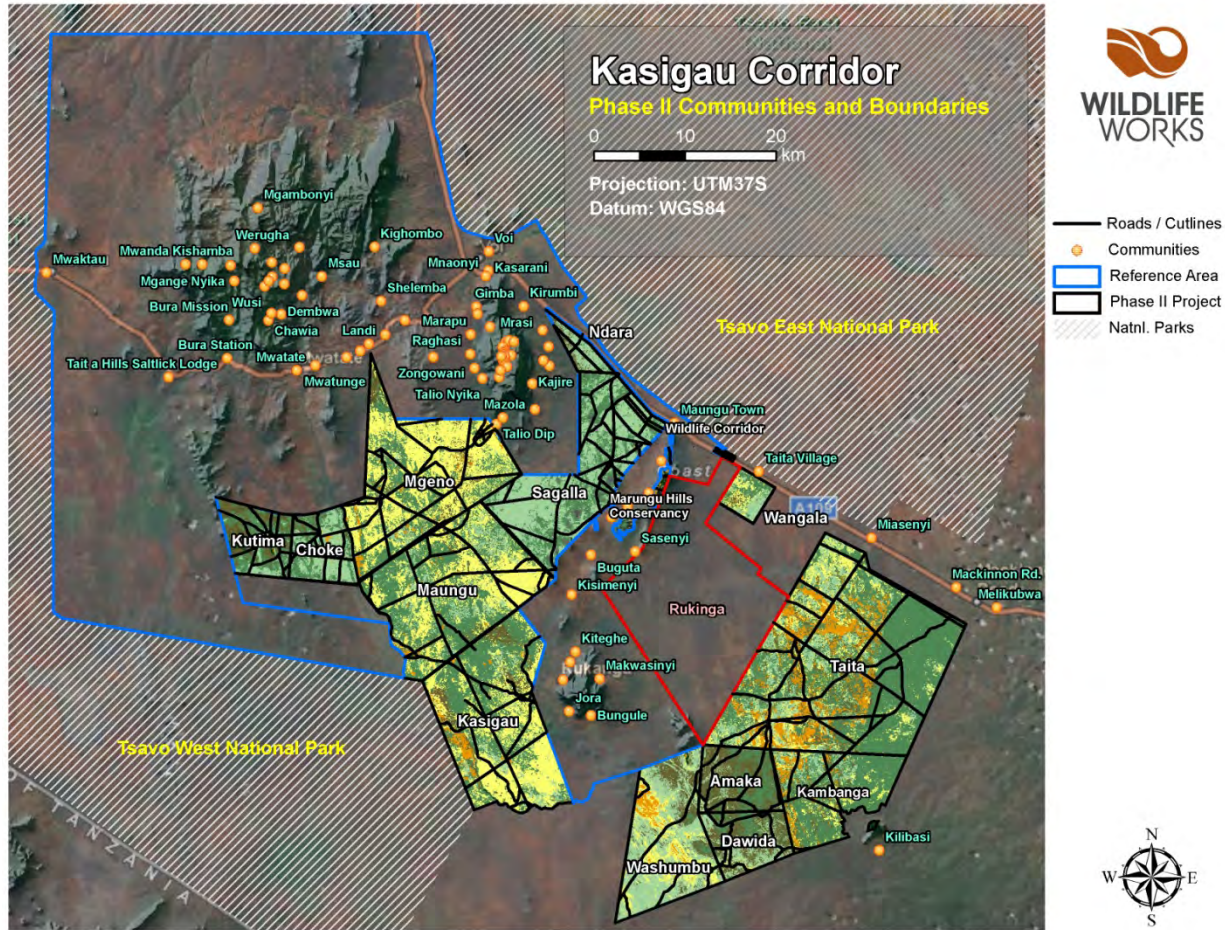 Kasigau Corridor
Phase II Communities and Boundaries
0 10 20
km
Projection: UTM37S
Datum: WGS84
WILDLIFE
WORKS
Roads / Cutlines
Communities
Reference Area
Phase II Project
Natnl. Parks
Mgambonyi
Werugha
Kighombo
Voi
Mwaktau
Mwanda Kishamba
Msau
Mnaonyi
Kasarani
Mgange Nyika
Shelemba
Gimba
Kirumbi
Bura Mission
Wusi
Dembwa
Chawia
Landi
Marapu
Mrasi
Ndara
Tsavo East National Park
Bura Station
Raghasi
Tait a Hills Saltlick Lodge
Mwatate
Mwatunge
Zongowani
Kajire
Talio Nyika
Mazola
Maungu Town
Talio Dip
Wildlife Corridor
Taita Village
Mgeno
Sagalla
Marungu Hills
Conservancy
A109
Wangala
Kutima
Choke
Sasenyi
Miasenyi
Buguta
Maungu
Kisimenyi
Mackinnon Rd.
Melikubwa
Rukinga
Kiteghe
Makwasinyi
Taita
Jora
Bungule
Kasigau
Tsavo West National Park
Amaka
Kambanga
Dawida
Kilibasi
Washumbu
OF TANZANIA
N
W E
S